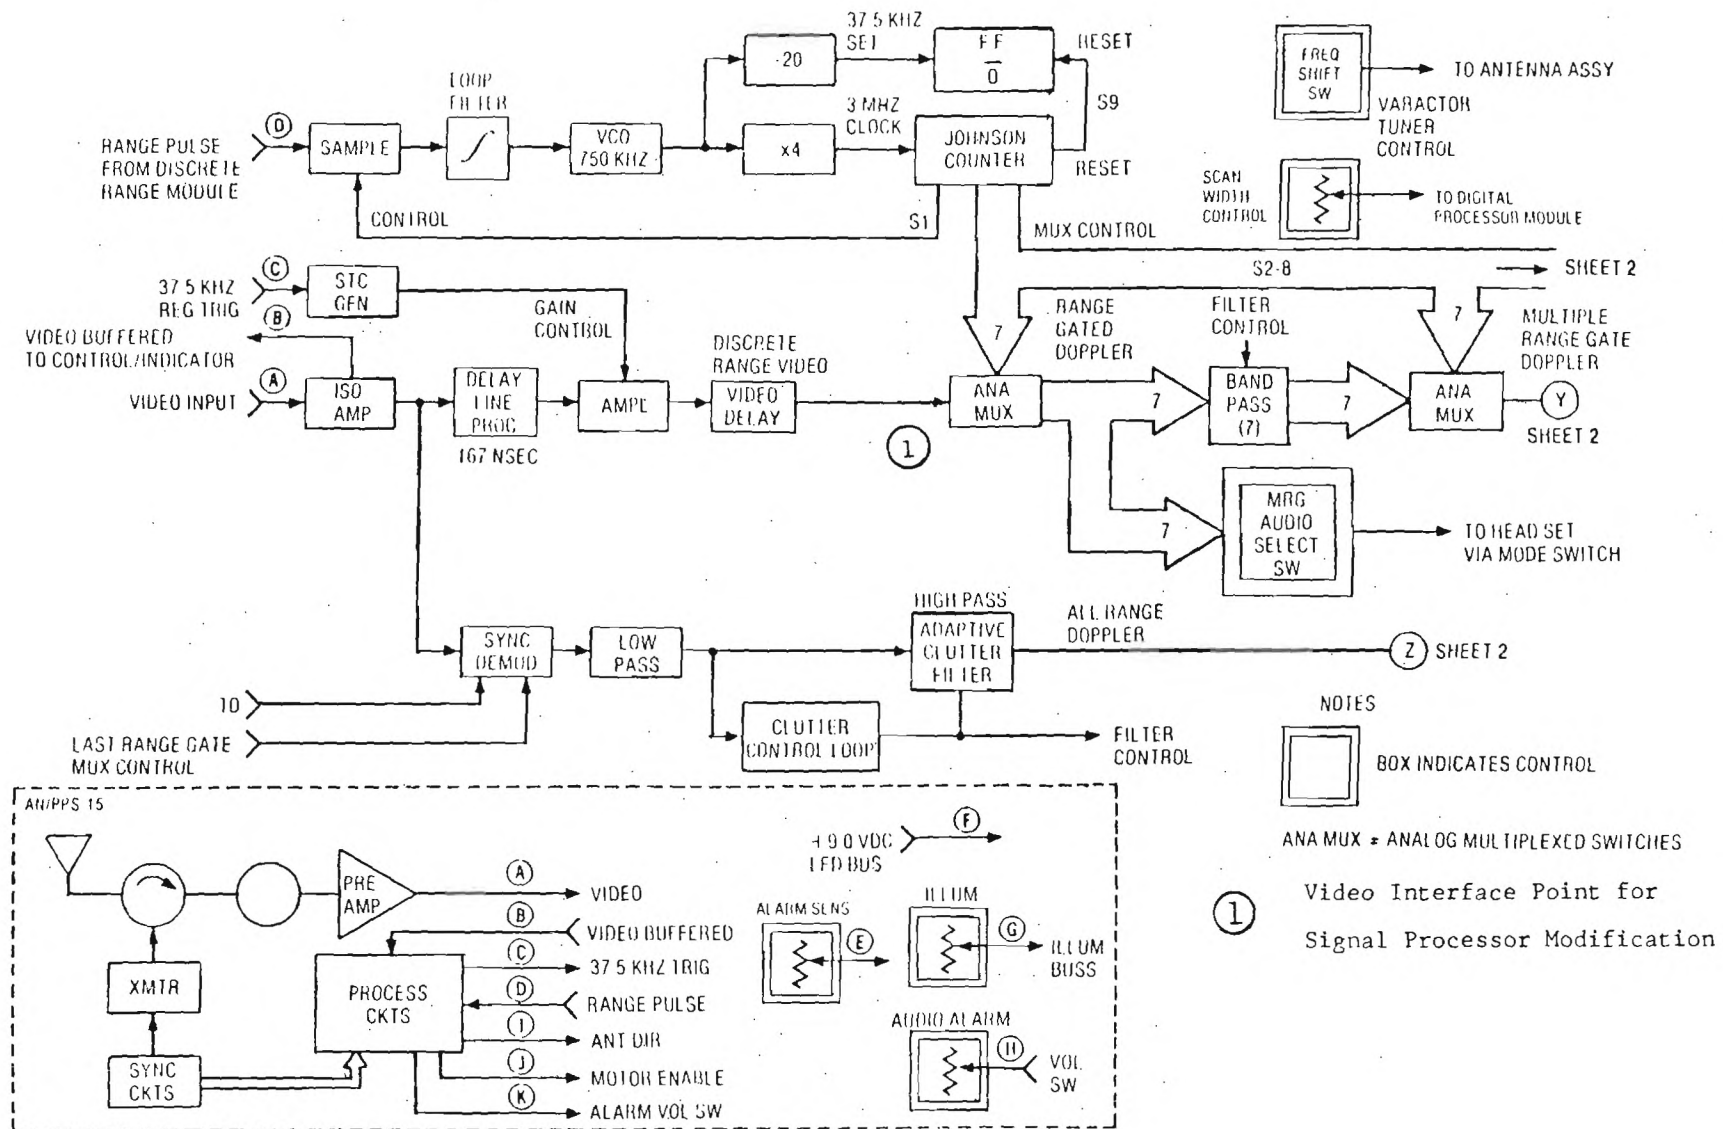 37 5 KHZ
SET
·20
F F
0
RESET
LOOP
FILTER
3 MHZ
CLOCK
S9
FREQ
SHIFT
SW
TO ANTENNA ASSY
VARACTOR
TUNER
CONTROL
D
RANGE PULSE
FROM DISCRETE
RANGE MODULE
SAMPLE
∫
VCO
750 KHZ
x4
JOHNSON
COUNTER
RESET
SCAN
WIDTH
CONTROL
TO DIGITAL
PROCESSOR MODULE
CONTROL
S1
MUX CONTROL
S2-8
SHEET 2
C
37 5 KHZ
REG TRIG
STC
GEN
GAIN
CONTROL
7
RANGE
GATED
DOPPLER
FILTER
CONTROL
7
MULTIPLE
RANGE GATE
DOPPLER
B
VIDEO BUFFERED
TO CONTROL/INDICATOR
DISCRETE
RANGE VIDEO
A
VIDEO INPUT
ISO
AMP
DELAY
LINE
PROC
167 NSEC
AMPL
VIDEO
DELAY
1
ANA
MUX
7
BAND
PASS
(7)
7
ANA
MUX
Y
SHEET 2
7
MRG
AUDIO
SELECT
SW
TO HEAD SET
VIA MODE SWITCH
SYNC
DEMOD
LOW
PASS
HIGH PASS
ADAPTIVE
CLUTTER
FILTER
ALL RANGE
DOPPLER
Z
SHEET 2
T0
LAST RANGE GATE
MUX CONTROL
CLUTTER
CONTROL LOOP
FILTER
CONTROL
NOTES
BOX INDICATES CONTROL
ANA MUX = ANALOG MULTIPLEXED SWITCHES
1
Video Interface Point for
Signal Processor Modification
AN/PPS 15
PRE
AMP
A
VIDEO
B
VIDEO BUFFERED
C
37 5 KHZ TRIG
D
RANGE PULSE
I
ANT DIR
J
MOTOR ENABLE
K
ALARM VOL SW
XMTR
SYNC
CKTS
PROCESS
CKTS
+9 0 VDC
LED BUS
F
ALARM SENS
E
ILLUM
G
ILLUM
BUSS
AUDIO ALARM
H
VOL
SW